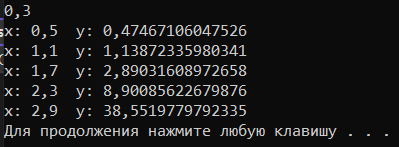 0,3
x: 0,5  y: 0,47467106047526
x: 1,1  y: 1,13872335980341
x: 1,7  y: 2,89031608972658
x: 2,3  y: 8,90085622679876
x: 2,9  y: 38,5519779792335
Для продолжения нажмите любую клавишу . . .